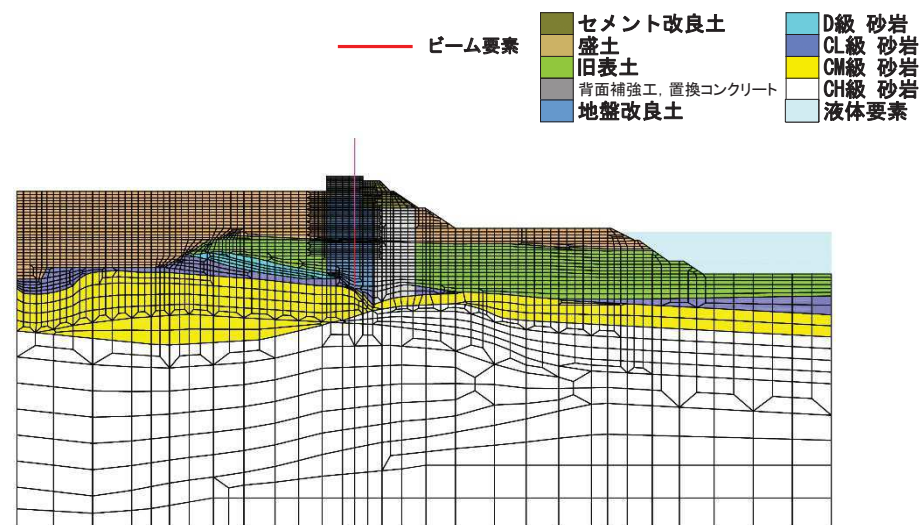 ビーム要素
セメント改良土
盛土
旧表土
背面補強工, 置換コンクリート
地盤改良土
D級 砂岩
CL級 砂岩
CM級 砂岩
CH級 砂岩
液体要素